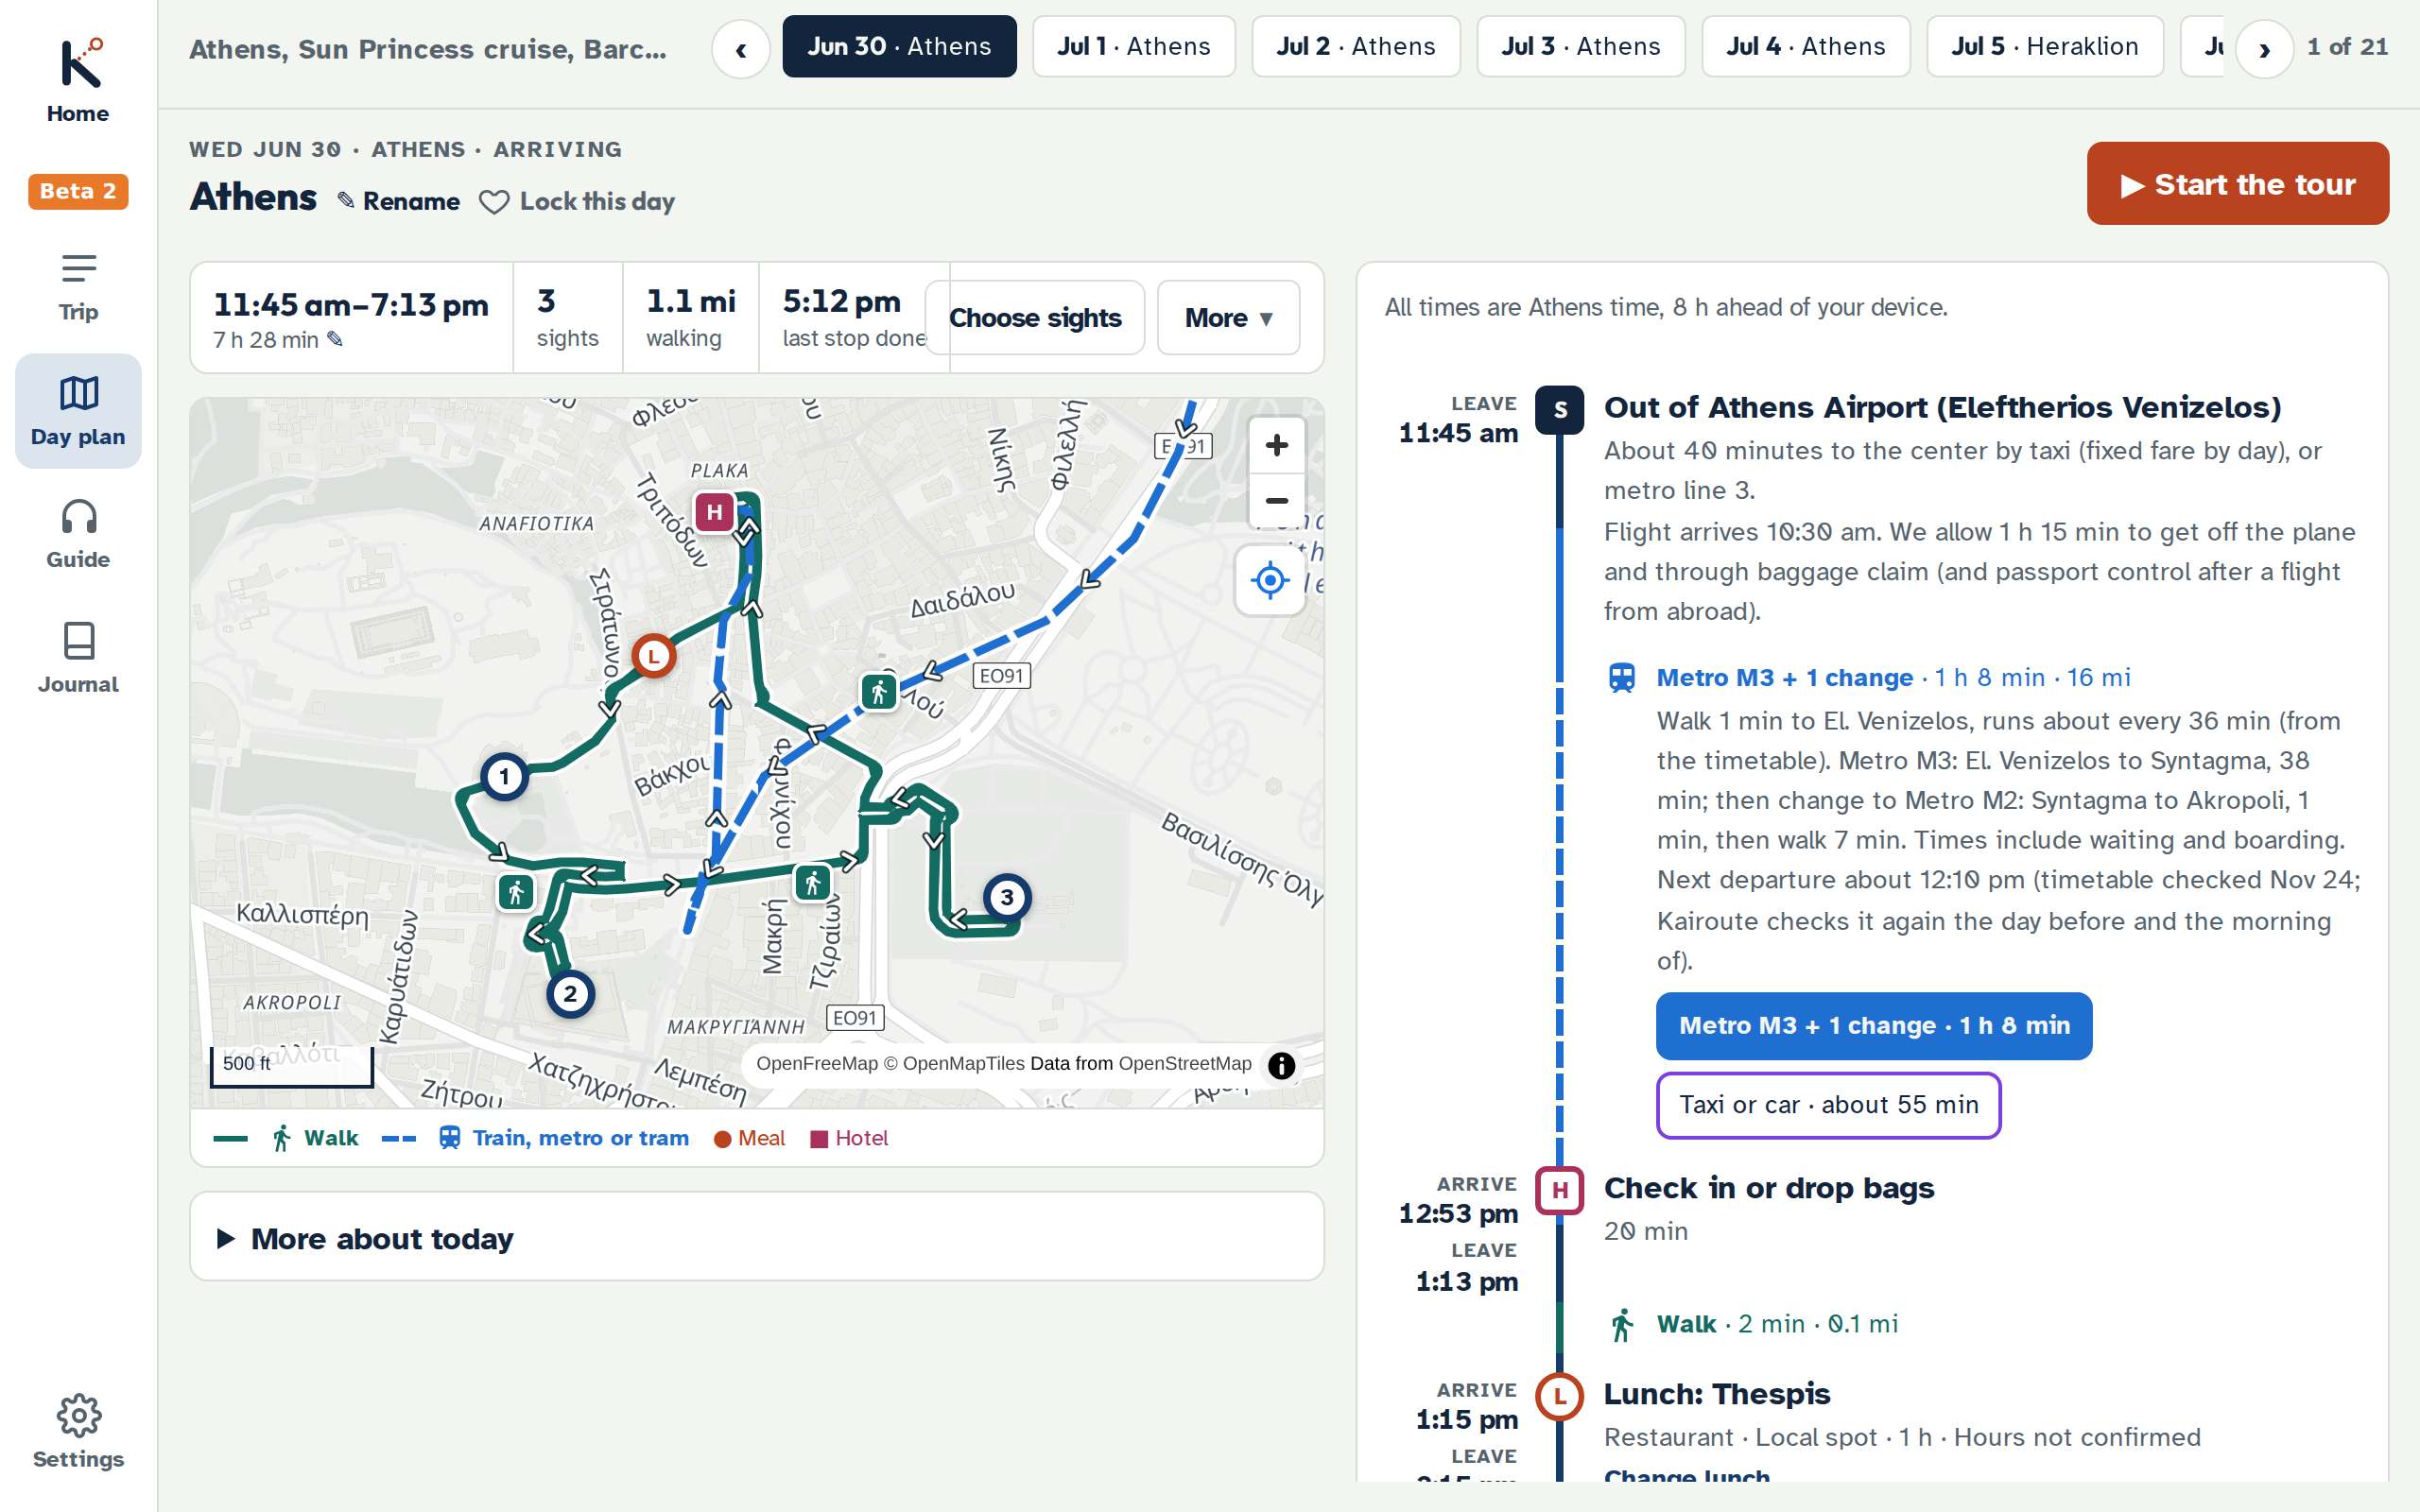 Home
Beta 2
Trip
Day plan
Guide
Journal
Settings
Athens, Sun Princess cruise, Barc...
‹
Jun 30 · Athens
Jul 1 · Athens
Jul 2 · Athens
Jul 3 · Athens
Jul 4 · Athens
Jul 5 · Heraklion
›
1 of 21
WED JUN 30 · ATHENS · ARRIVING
Athens
✎ Rename
Lock this day
▶ Start the tour
11:45 am–7:13 pm
7 h 28 min ✎
3
sights
1.1 mi
walking
5:12 pm
last stop done
Choose sights
More ▼
PLAKA
ΑΝΑΦΙΟΤΙΚΑ
Τριπόδων
Νίκης
Φιλελλή
Δαιδάλου
EO91
H
L
1
2
3
Βάκχου
Βασιλίσσης Όλγ
Καλλισπέρη
Καρυάτιδων
Μακρή
Τζιραίων
AKROPOLI
ΜΑΚΡΥΓΙΆΝΝΗ
EO91
Χατζηχρήστου
Λεμπέση
Ζήτρου
500 ft
+
−
OpenFreeMap © OpenMapTiles Data from OpenStreetMap
Walk
Train, metro or tram
Meal
Hotel
▶ More about today
All times are Athens time, 8 h ahead of your device.
LEAVE
11:45 am
S
Out of Athens Airport (Eleftherios Venizelos)
About 40 minutes to the center by taxi (fixed fare by day), or
metro line 3.
Flight arrives 10:30 am. We allow 1 h 15 min to get off the plane
and through baggage claim (and passport control after a flight
from abroad).
Metro M3 + 1 change · 1 h 8 min · 16 mi
Walk 1 min to El. Venizelos, runs about every 36 min (from
the timetable). Metro M3: El. Venizelos to Syntagma, 38
min; then change to Metro M2: Syntagma to Akropoli, 1
min, then walk 7 min. Times include waiting and boarding.
Next departure about 12:10 pm (timetable checked Nov 24;
Kairoute checks it again the day before and the morning
of).
Metro M3 + 1 change · 1 h 8 min
Taxi or car · about 55 min
ARRIVE
12:53 pm
LEAVE
1:13 pm
H
Check in or drop bags
20 min
Walk · 2 min · 0.1 mi
ARRIVE
1:15 pm
LEAVE
L
Lunch: Thespis
Restaurant · Local spot · 1 h · Hours not confirmed
Change lunch